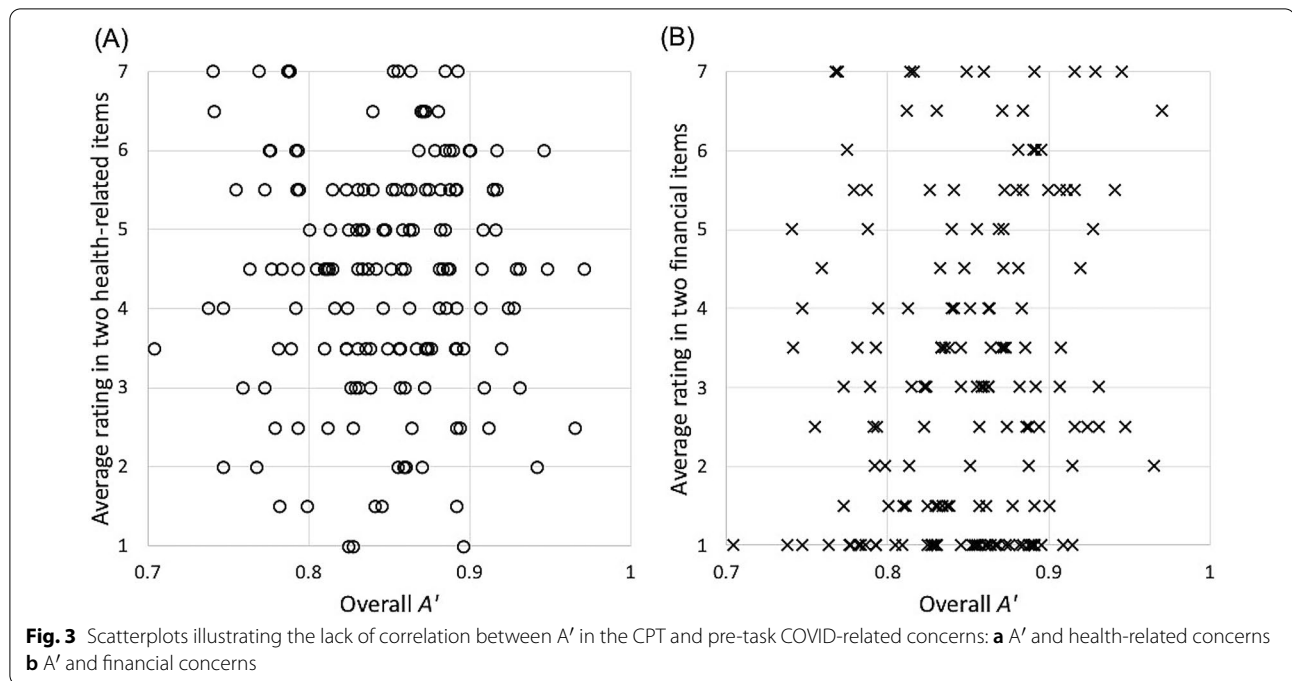 (A)
Average rating in two health-related items
7
6
5
4
3
2
1
0.7 0.8 0.9 1
Overall A′
(B)
Average rating in two financial items
7
6
5
4
3
2
1
0.7 0.8 0.9 1
Overall A′
Fig. 3 Scatterplots illustrating the lack of correlation between A′ in the CPT and pre-task COVID-related concerns: a A′ and health-related concerns
b A′ and financial concerns